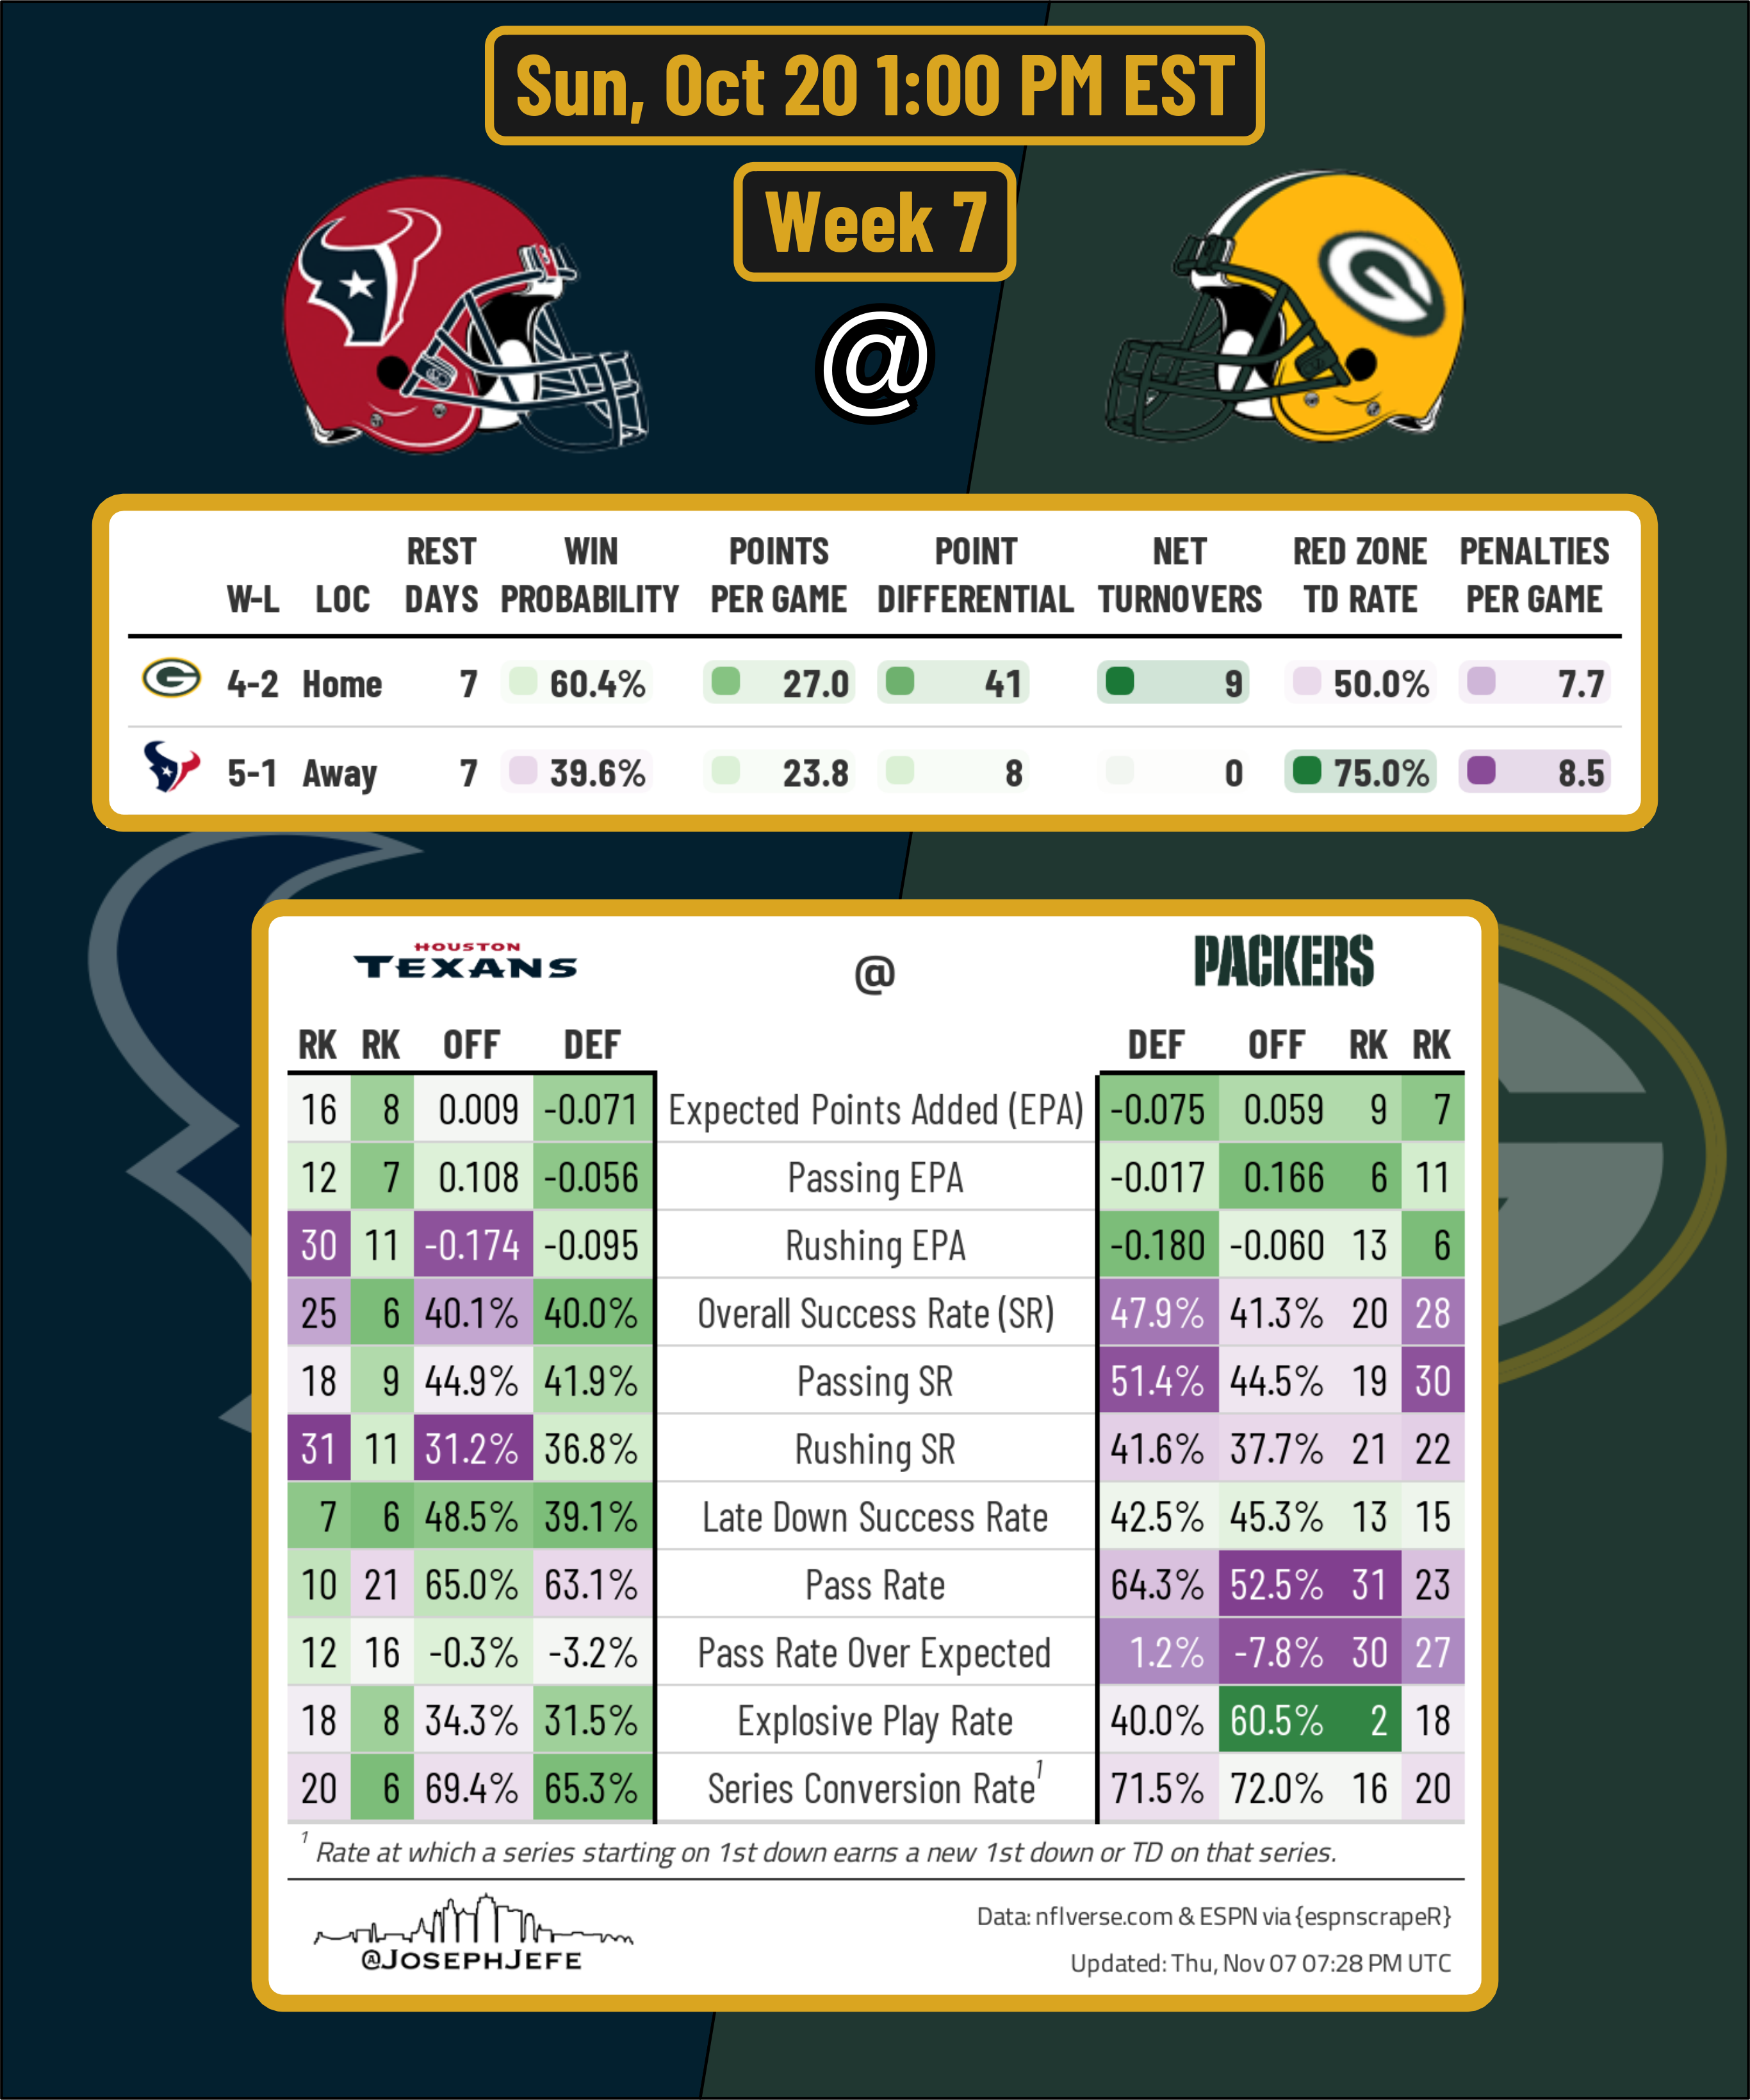 Sun, Oct 20 1:00 PM EST
Week 7
@
REST WIN POINTS POINT NET RED ZONE PENALTIES
W-L LOC DAYS PROBABILITY PER GAME DIFFERENTIAL TURNOVERS TD RATE PER GAME
G 4-2 Home 7 60.4% 27.0 41 9 50.0% 7.7
5-1 Away 7 39.6% 23.8 8 0 75.0% 8.5
HOUSTON
TEXANS @ PACKERS
RK RK OFF DEF DEF OFF RK RK
16 8 0.009 -0.071 Expected Points Added (EPA) -0.075 0.059 9 7
12 7 0.108 -0.056 Passing EPA -0.017 0.166 6 11
30 11 -0.174 -0.095 Rushing EPA -0.180 -0.060 13 6
25 6 40.1% 40.0% Overall Success Rate (SR) 47.9% 41.3% 20 28
18 9 44.9% 41.9% Passing SR 51.4% 44.5% 19 30
31 11 31.2% 36.8% Rushing SR 41.6% 37.7% 21 22
7 6 48.5% 39.1% Late Down Success Rate 42.5% 45.3% 13 15
10 21 65.0% 63.1% Pass Rate 64.3% 52.5% 31 23
12 16 -0.3% -3.2% Pass Rate Over Expected 1.2% -7.8% 30 27
18 8 34.3% 31.5% Explosive Play Rate 40.0% 60.5% 2 18
20 6 69.4% 65.3% Series Conversion Rate¹ 71.5% 72.0% 16 20
¹ Rate at which a series starting on 1st down earns a new 1st down or TD on that series.
@JOSEPHJEFE
Data: nflverse.com & ESPN via {espnscrapeR}
Updated: Thu, Nov 07 07:28 PM UTC